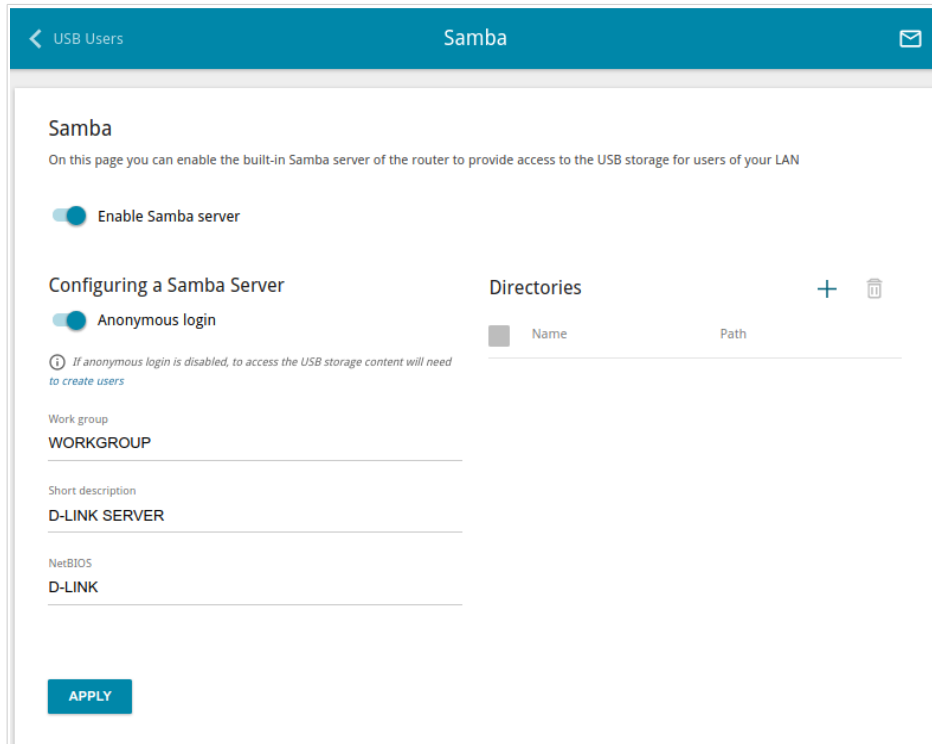 USB Users
Samba
Samba
On this page you can enable the built-in Samba server of the router to provide access to the USB storage for users of your LAN
Enable Samba server
Configuring a Samba Server
Anonymous login
If anonymous login is disabled, to access the USB storage content will need
to create users
Work group
WORKGROUP
Short description
D-LINK SERVER
NetBIOS
D-LINK
APPLY
Directories
Name Path